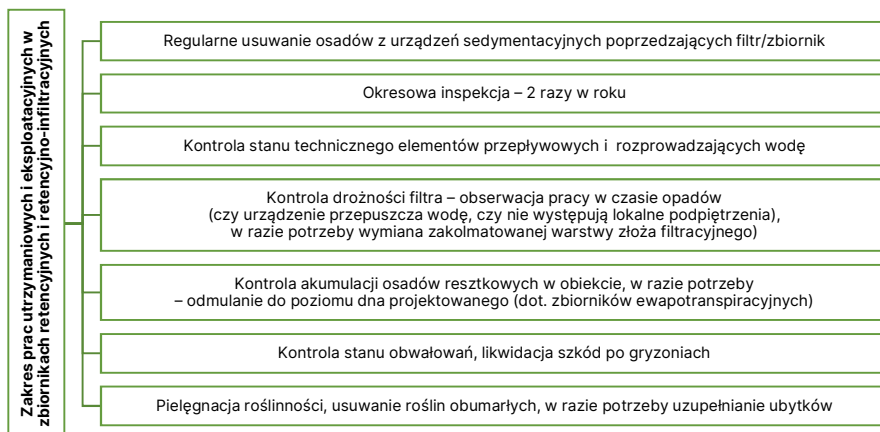 Zakres prac utrzymaniowych i eksploatacyjnych w
zbiornikach retencyjnych i retencyjno-infiltracyjnych
Regularne usuwanie osadów z urządzeń sedymentacyjnych poprzedzających filtr/zbiornik
Okresowa inspekcja – 2 razy w roku
Kontrola stanu technicznego elementów przepływowych i rozprowadzających wodę
Kontrola drożności filtra – obserwacja pracy w czasie opadów
(czy urządzenie przepuszcza wodę, czy nie występują lokalne podpiętrzenia),
w razie potrzeby wymiana zakolmatowanej warstwy złoża filtracyjnego)
Kontrola akumulacji osadów resztkowych w obiekcie, w razie potrzeby
– odmulanie do poziomu dna projektowanego (dot. zbiorników ewapotranspiracyjnych)
Kontrola stanu obwałowań, likwidacja szkód po gryzoniach
Pielęgnacja roślinności, usuwanie roślin obumarłych, w razie potrzeby uzupełnianie ubytków